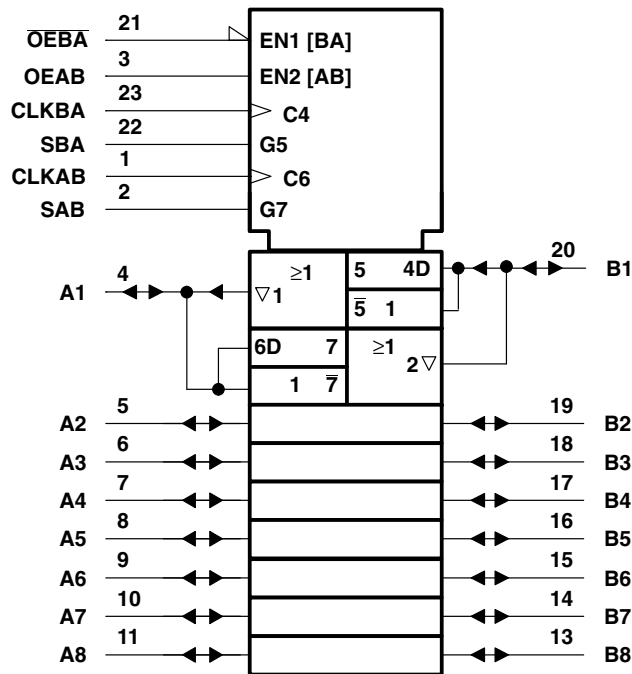 21
O̅E̅B̅A̅ EN1 [BA]
3
OEAB EN2 [AB]
23
CLKBA C4
22
SBA G5
1
CLKAB C6
2
SAB G7
4 ≥1 5 4D 20
A1 ▽1 B1
5̅ 1
6D 7 ≥1
2▽
1 7̅
5 19
A2 B2
6 18
A3 B3
7 17
A4 B4
8 16
A5 B5
9 15
A6 B6
10 14
A7 B7
11 13
A8 B8